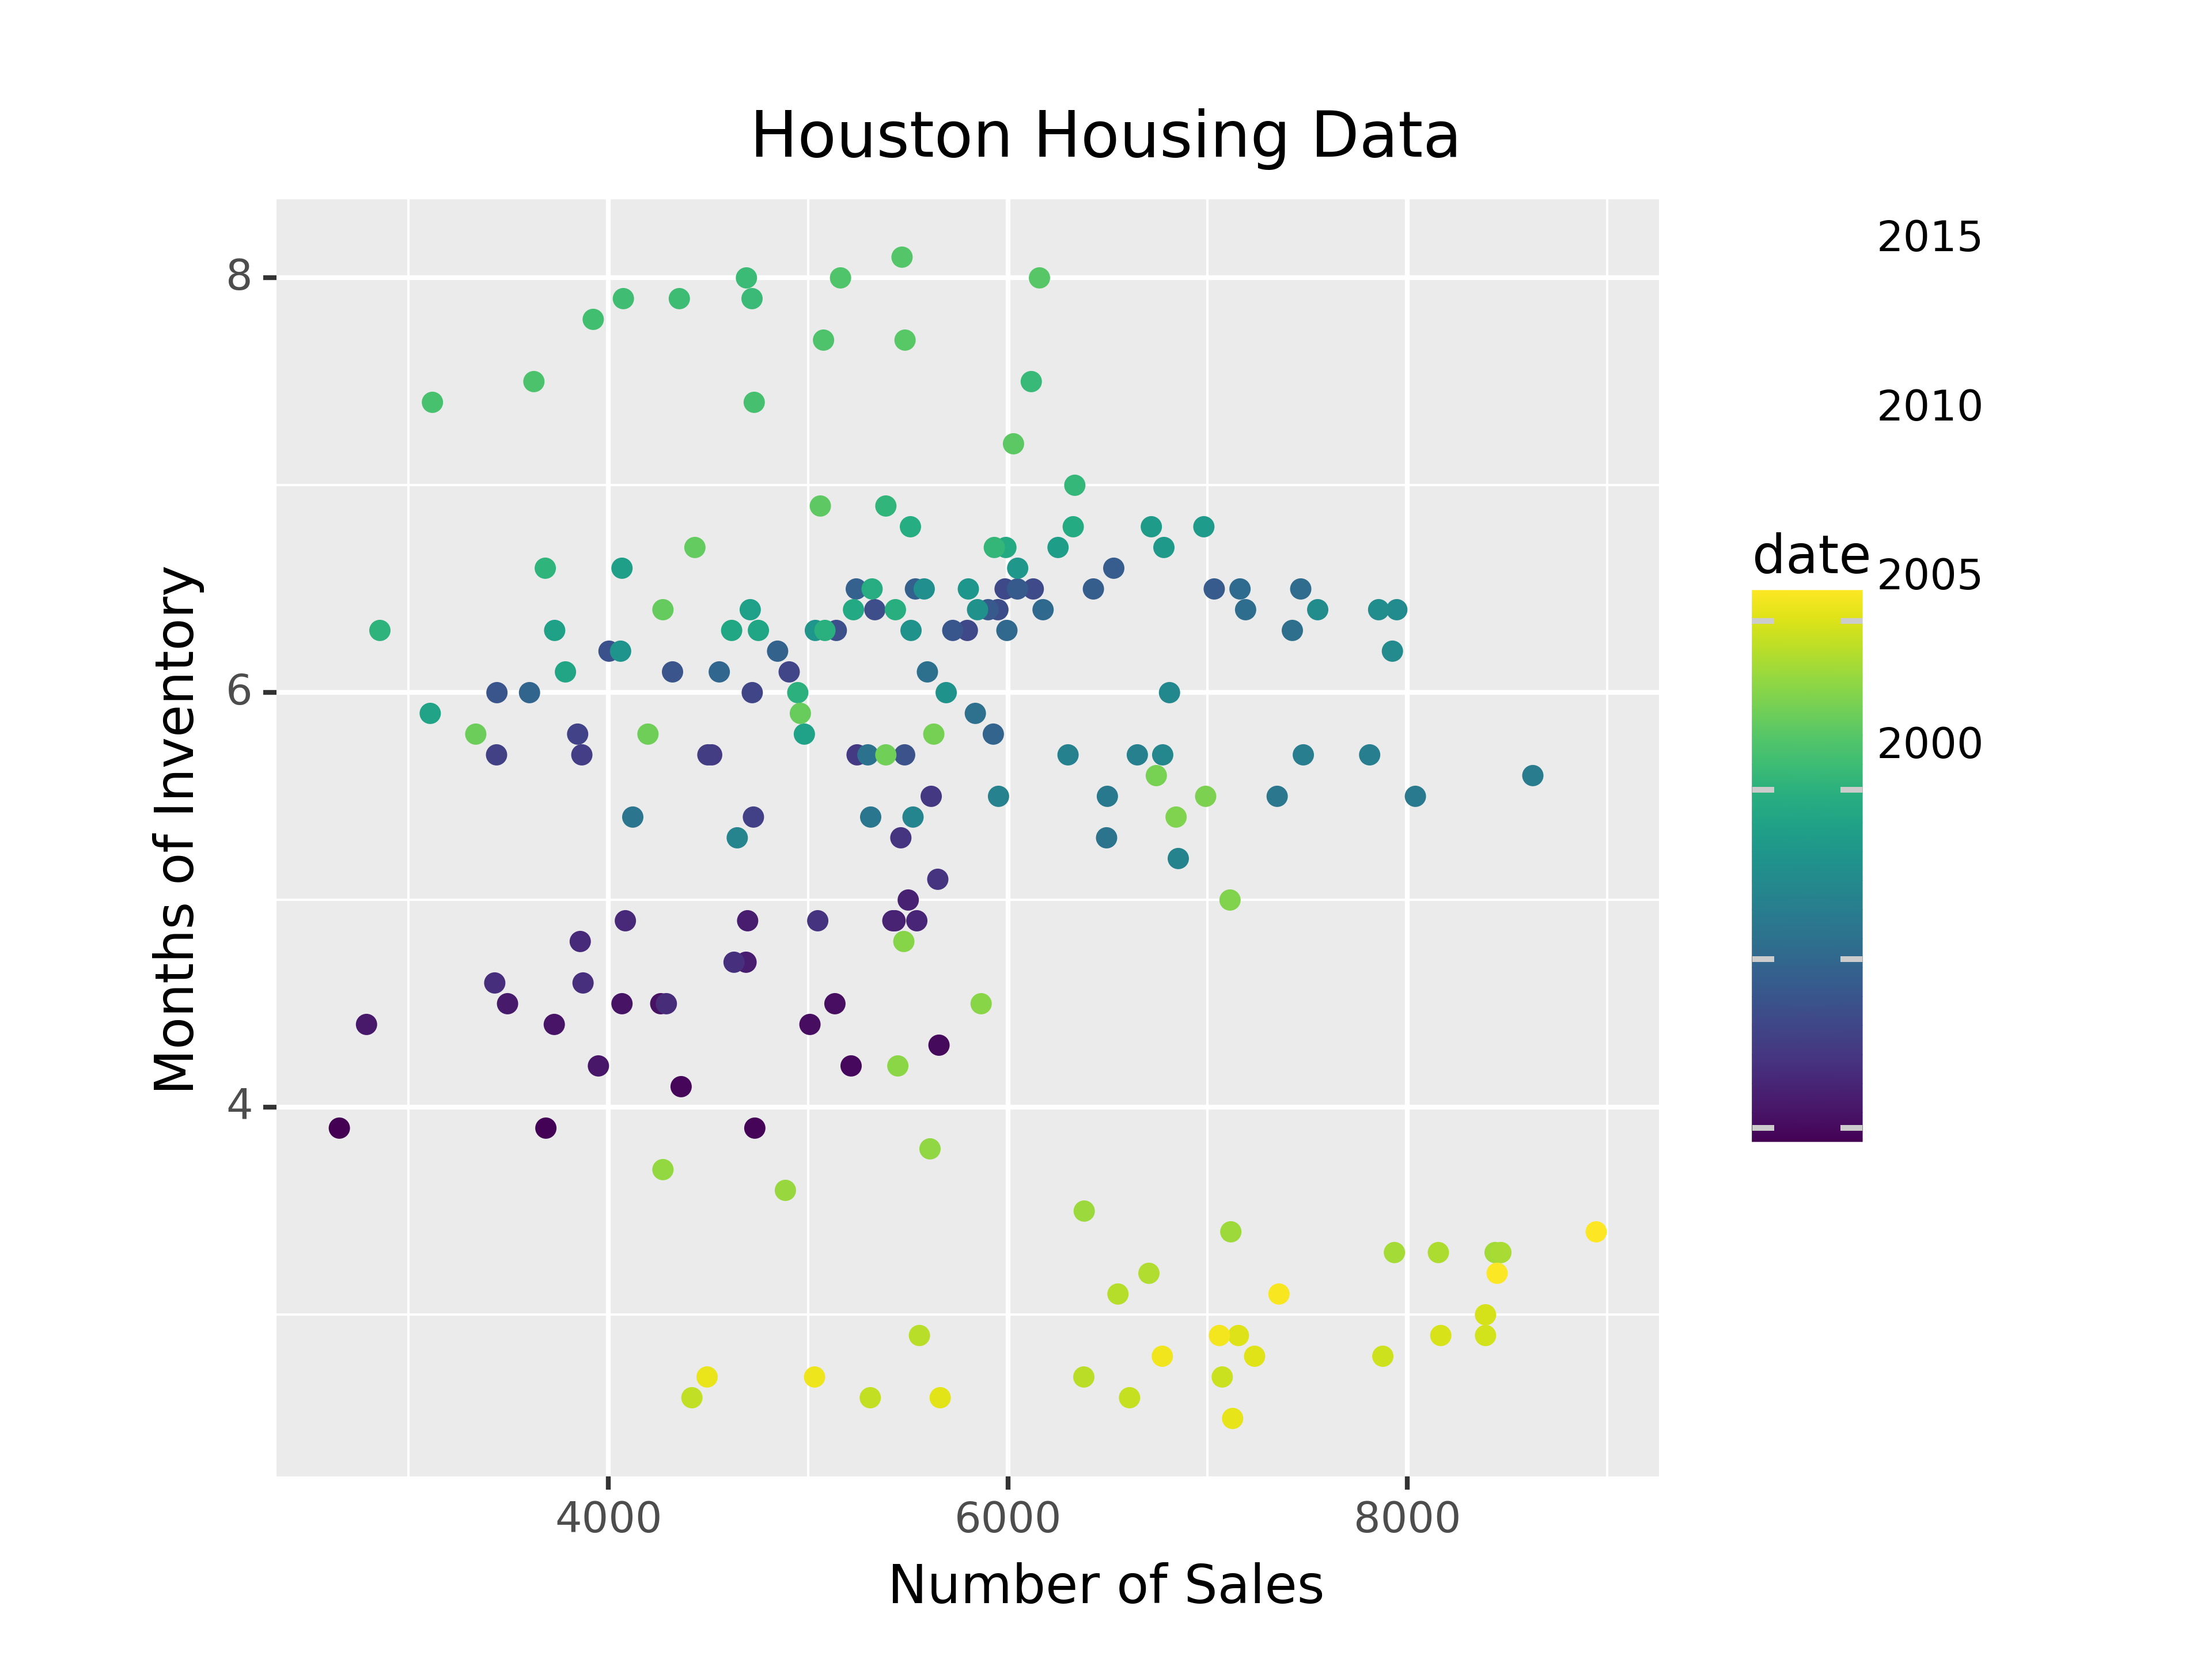 Houston Housing Data
8
6
4
Months of Inventory
4000 6000 8000
Number of Sales
date
2015
2010
2005
2000